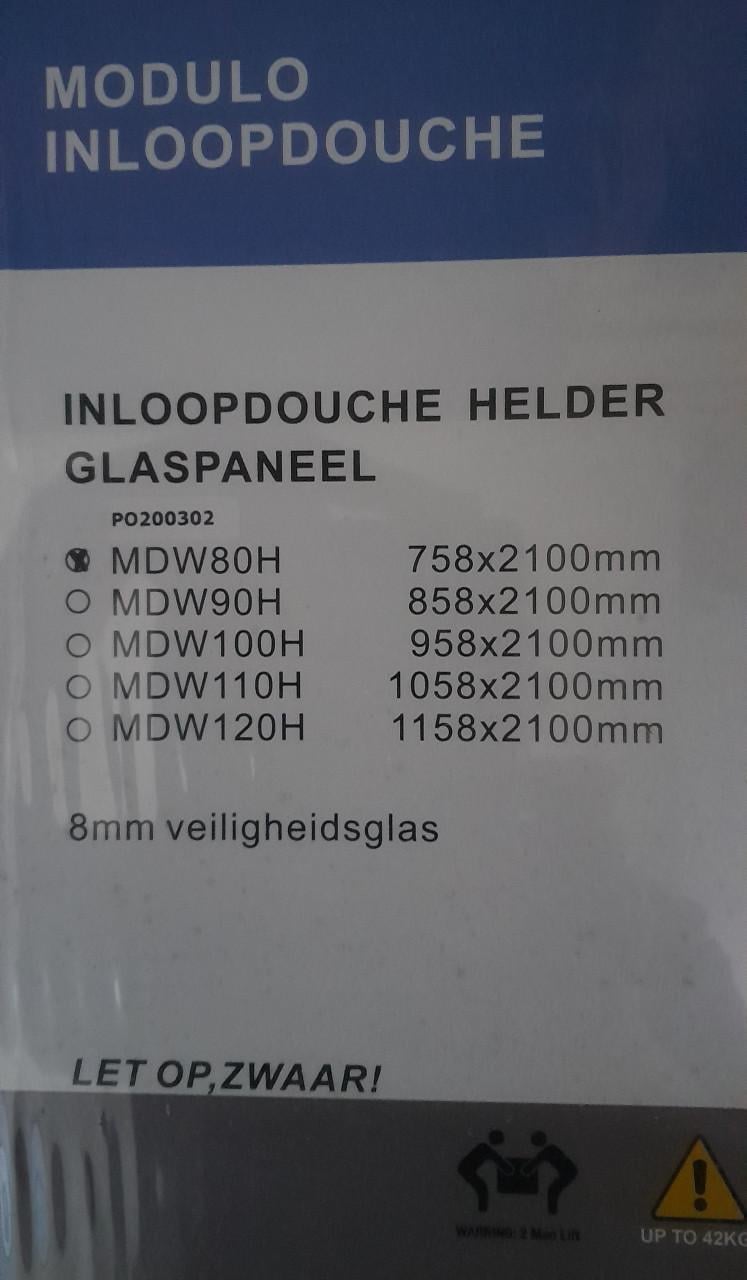 MODULO
INLOOPDOUCHE
INLOOPDOUCHE HELDER
GLASPANEEL
PO200302
MDW80H 758x2100mm
MDW90H 858x2100mm
MDW100H 958x2100mm
MDW110H 1058x2100mm
MDW120H 1158x2100mm
8mm veiligheidsglas
LET OP,ZWAAR!
WARNING: 2 Man Lift
UP TO 42KG